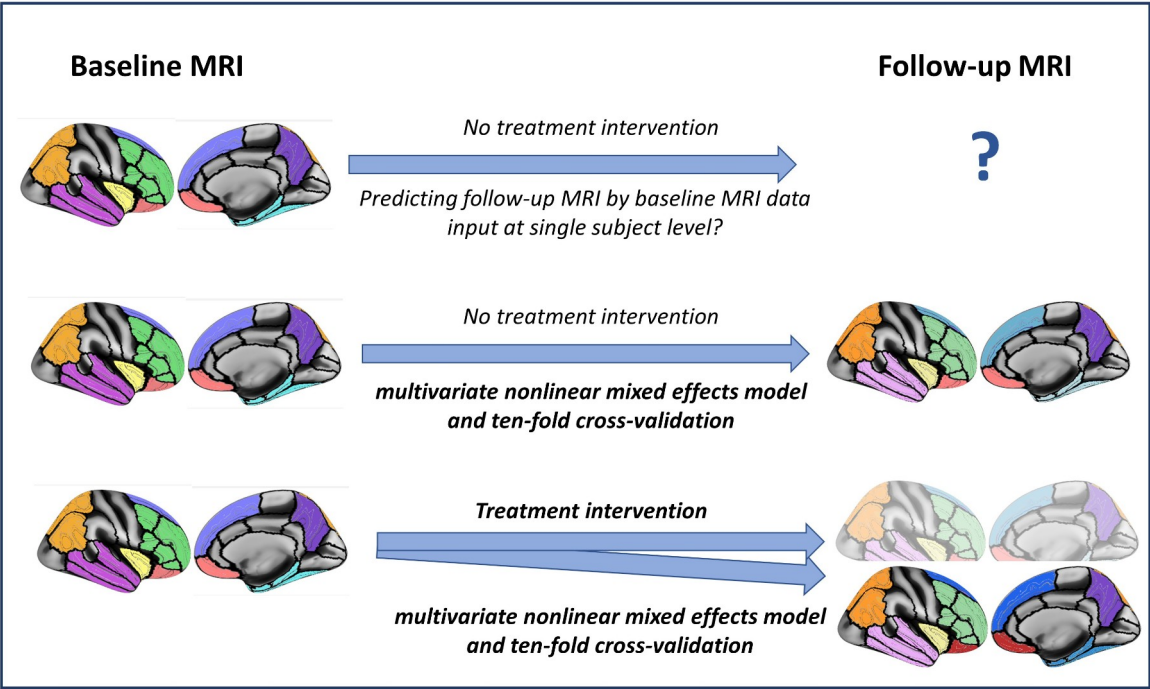 Baseline MRI
Follow-up MRI
No treatment intervention
?
Predicting follow-up MRI by baseline MRI data
input at single subject level?
No treatment intervention
multivariate nonlinear mixed effects model
and ten-fold cross-validation
Treatment intervention
multivariate nonlinear mixed effects model
and ten-fold cross-validation